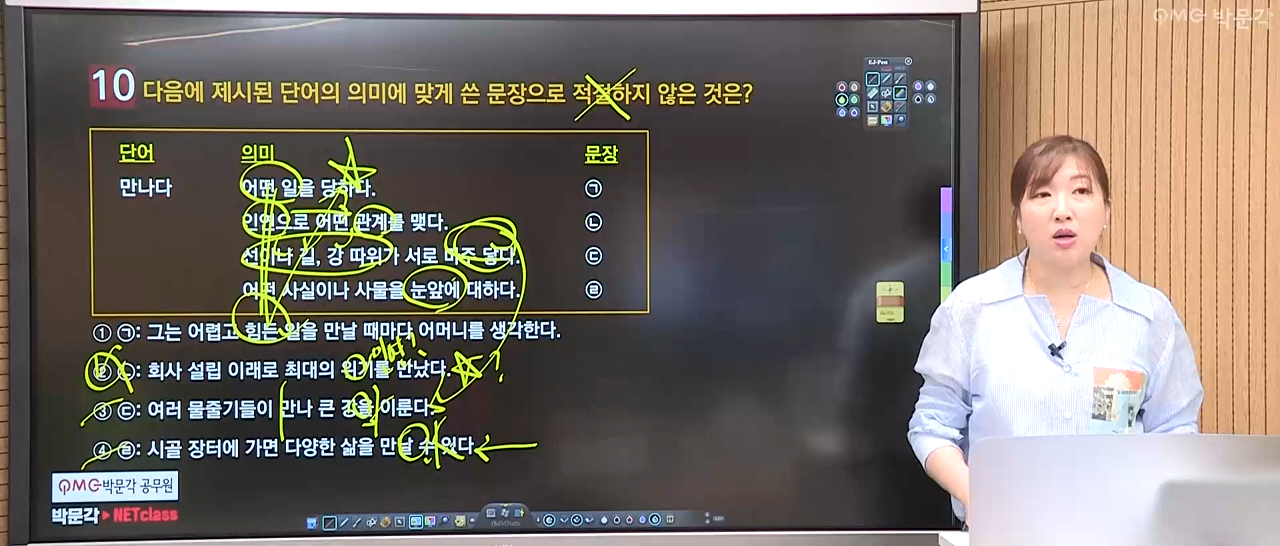 QMG 박문각
10 다음에 제시된 단어의 의미에 맞게 쓴 문장으로 적절하지 않은 것은?
EJ-Pen
단어 의미 문장
만나다 어떤 일을 당하다. ㉠
인연으로 어떤 관계를 맺다. ㉡
선이나 길, 강 따위가 서로 마주 닿다. ㉢
어떤 사실이나 사물을 눈앞에 대하다. ㉣
① ㉠: 그는 어렵고 힘든 일을 만날 때마다 어머니를 생각한다.
② ㉡: 회사 설립 이래로 최대의 위기를 만났다.
③ ㉢: 여러 물줄기들이 만나 큰 강을 이룬다.
④ ㉣: 시골 장터에 가면 다양한 삶을 만날 수 있다.
QMG 박문각 공무원
박문각 ▶ NETclass